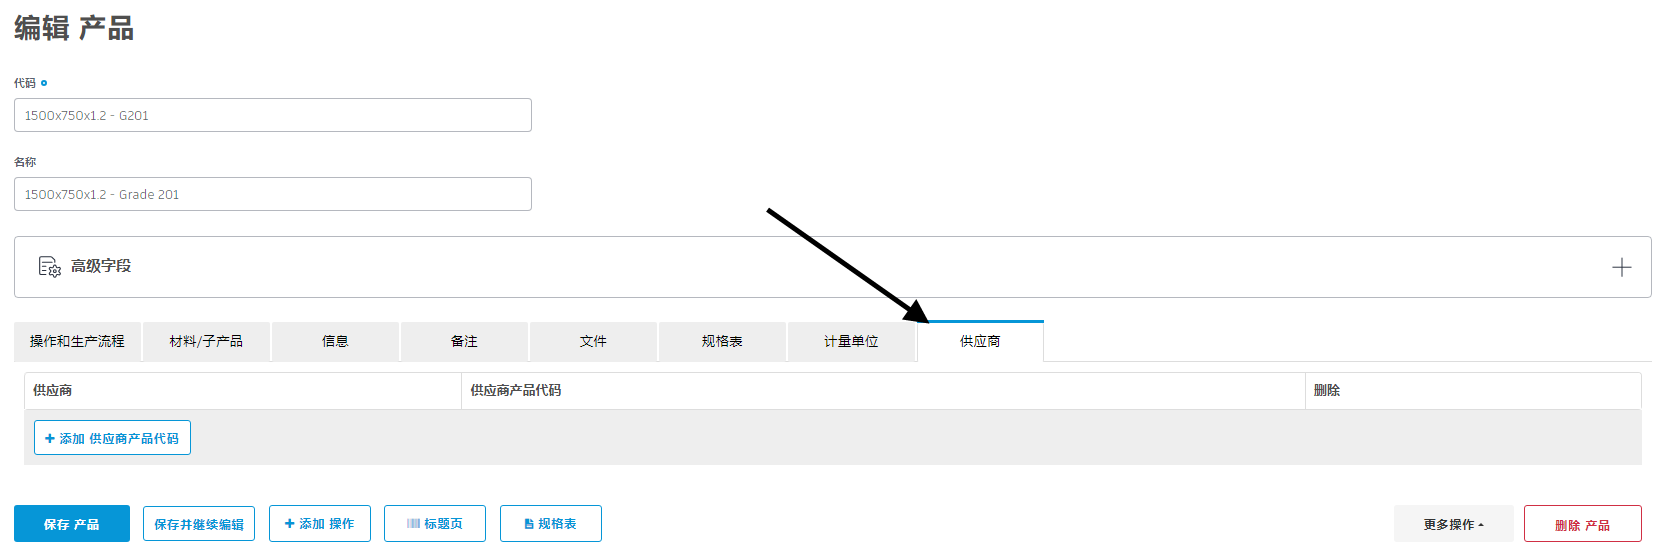 编辑 产品
代码
1500x750x1.2 - G201
名称
1500x750x1.2 - Grade 201
高级字段
操作和生产流程 材料/子产品 信息 备注 文件 规格表 计量单位 供应商
供应商 供应商产品代码 删除
+ 添加 供应商产品代码
保存 产品 保存并继续编辑 + 添加 操作 标题页 规格表 更多操作 删除 产品